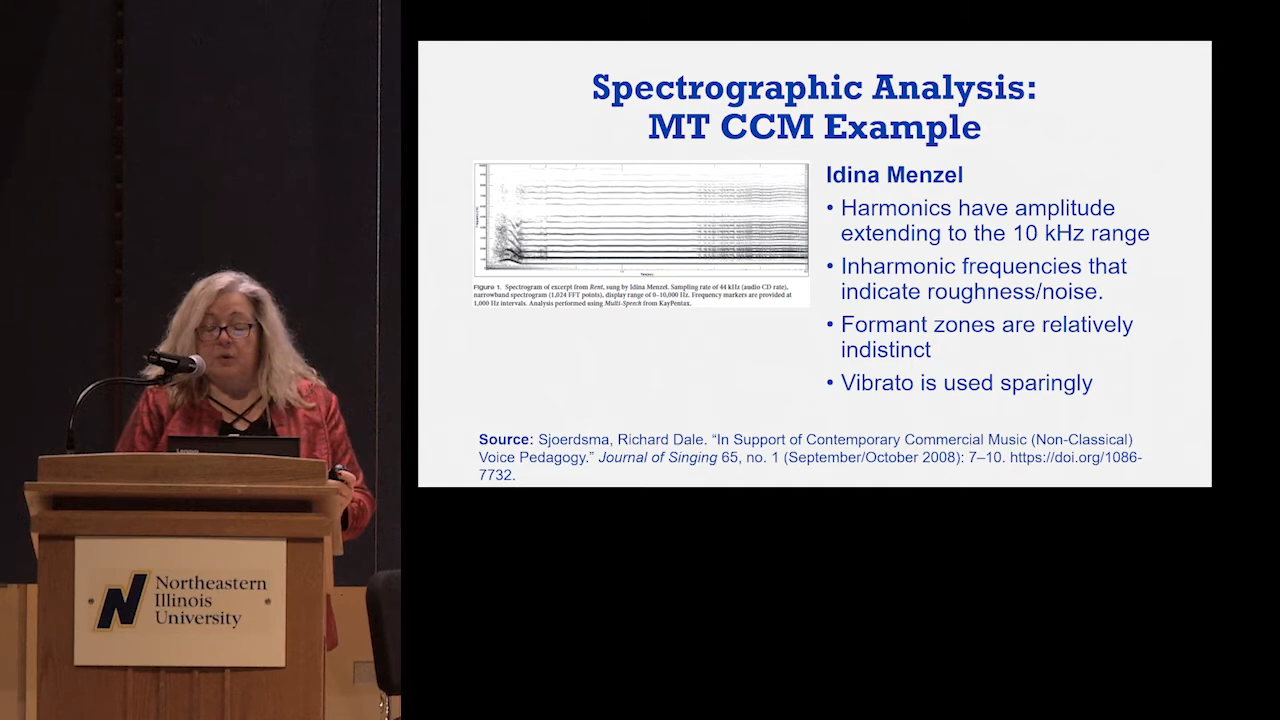 Spectrographic Analysis:
MT CCM Example
Figure 1. Spectrogram of excerpt from Rent, sung by Idina Menzel. Sampling rate of 44 kHz (audio CD rate),
narrowband spectrogram (1,024 FFT points), display range of 0–10,000 Hz. Frequency markers are provided at
1,000 Hz intervals. Analysis performed using Multi-Speech from KayPentax.
Idina Menzel
• Harmonics have amplitude
extending to the 10 kHz range
• Inharmonic frequencies that
indicate roughness/noise.
• Formant zones are relatively
indistinct
• Vibrato is used sparingly
Source: Sjoerdsma, Richard Dale. “In Support of Contemporary Commercial Music (Non-Classical)
Voice Pedagogy.” Journal of Singing 65, no. 1 (September/October 2008): 7–10. https://doi.org/1086-
7732.
Lenovo
Northeastern
Illinois
University